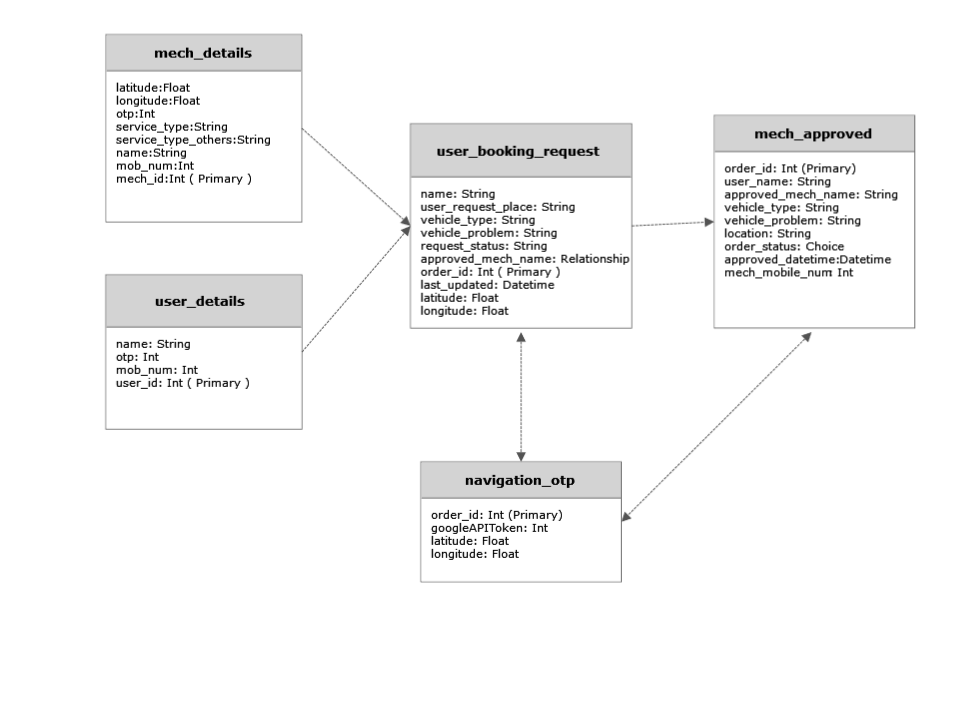 mech_details
latitude:Float
longitude:Float
otp:Int
service_type:String
service_type_others:String
name:String
mob_num:Int
mech_id:Int ( Primary )
user_details
name: String
otp: Int
mob_num: Int
user_id: Int ( Primary )
user_booking_request
name: String
user_request_place: String
vehicle_type: String
vehicle_problem: String
request_status: String
approved_mech_name: Relationship
order_id: Int ( Primary )
last_updated: Datetime
latitude: Float
longitude: Float
mech_approved
order_id: Int (Primary)
user_name: String
approved_mech_name: String
vehicle_type: String
vehicle_problem: String
location: String
order_status: Choice
approved_datetime:Datetime
mech_mobile_num: Int
navigation_otp
order_id: Int (Primary)
googleAPIToken: Int
latitude: Float
longitude: Float